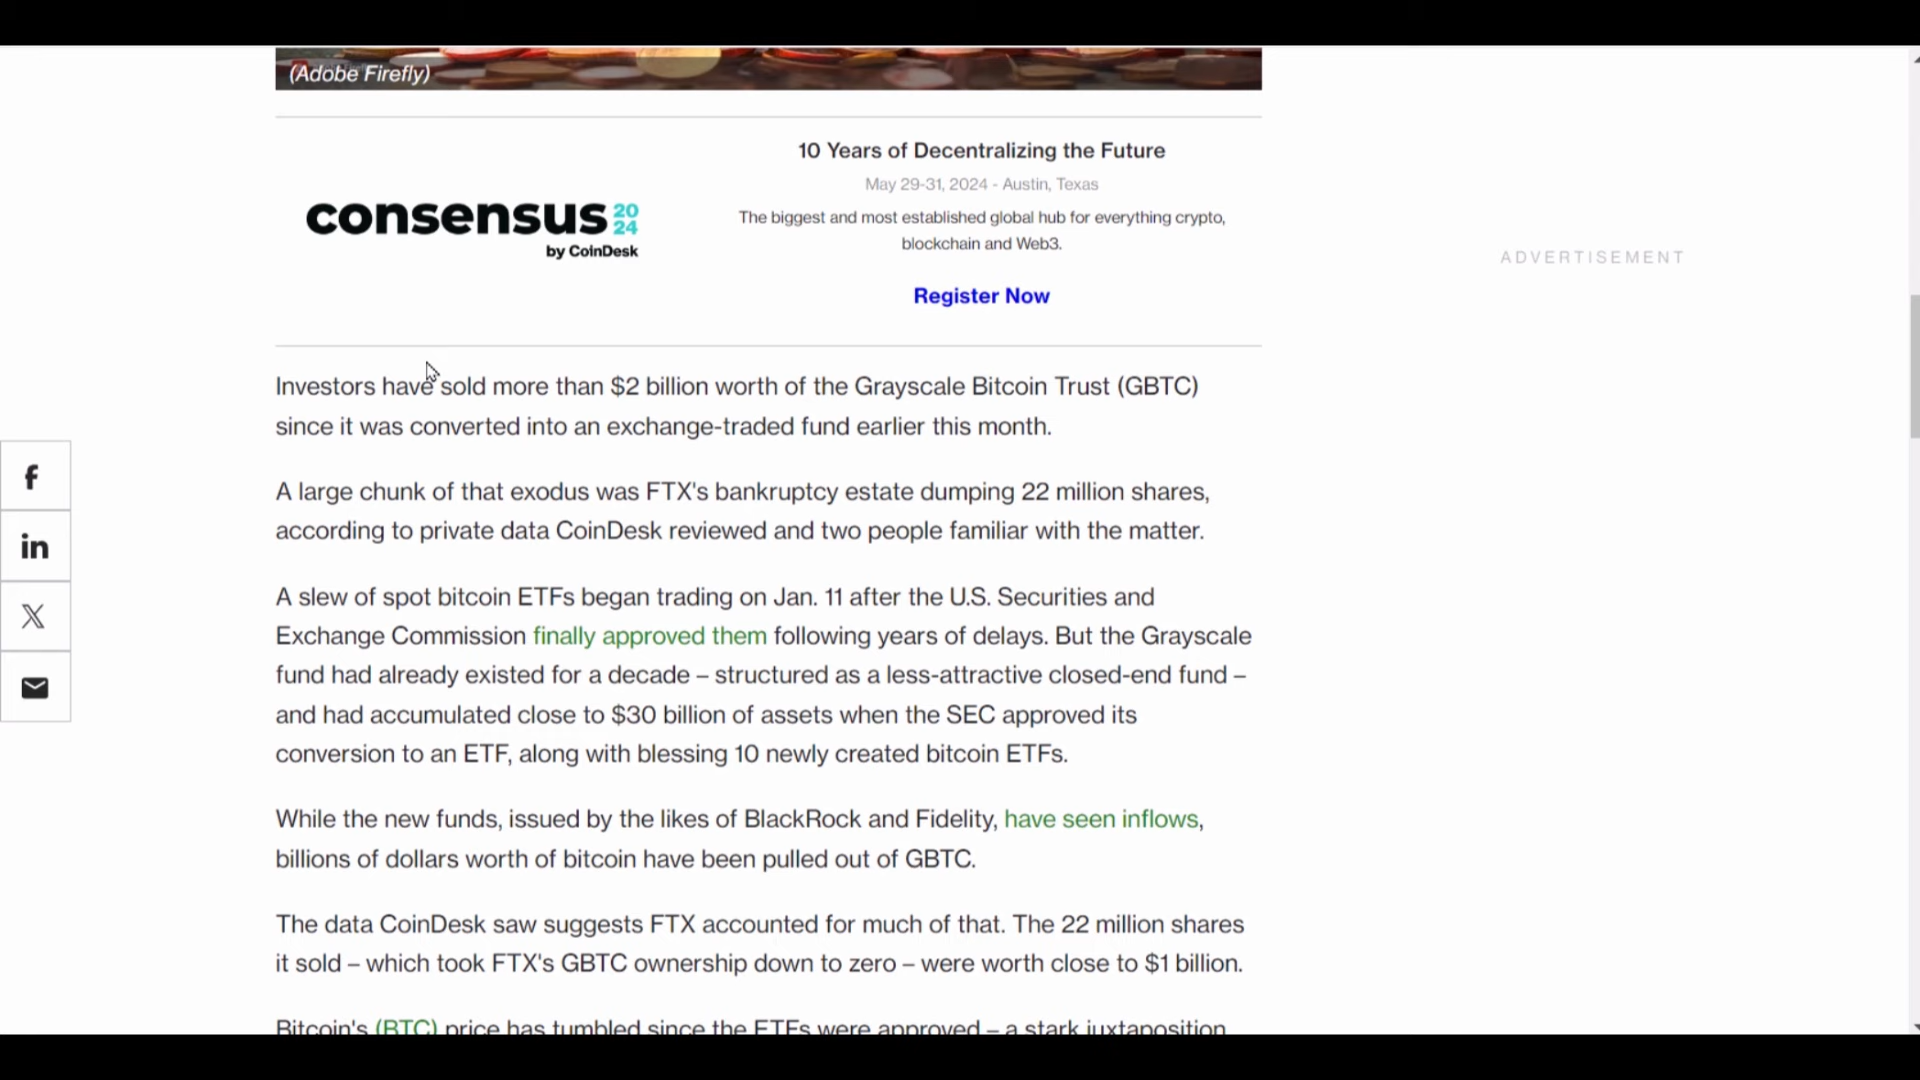 (Adobe Firefly)
10 Years of Decentralizing the Future
May 29-31, 2024 - Austin, Texas
consensus 20
24
by CoinDesk
The biggest and most established global hub for everything crypto,
blockchain and Web3.
Register Now
ADVERTISEMENT
Investors have sold more than $2 billion worth of the Grayscale Bitcoin Trust (GBTC)
since it was converted into an exchange-traded fund earlier this month.
A large chunk of that exodus was FTX's bankruptcy estate dumping 22 million shares,
according to private data CoinDesk reviewed and two people familiar with the matter.
A slew of spot bitcoin ETFs began trading on Jan. 11 after the U.S. Securities and
Exchange Commission finally approved them following years of delays. But the Grayscale
fund had already existed for a decade – structured as a less-attractive closed-end fund –
and had accumulated close to $30 billion of assets when the SEC approved its
conversion to an ETF, along with blessing 10 newly created bitcoin ETFs.
While the new funds, issued by the likes of BlackRock and Fidelity, have seen inflows,
billions of dollars worth of bitcoin have been pulled out of GBTC.
The data CoinDesk saw suggests FTX accounted for much of that. The 22 million shares
it sold – which took FTX's GBTC ownership down to zero – were worth close to $1 billion.
Bitcoin's (BTC) price has tumbled since the ETFs were approved – a stark juxtaposition